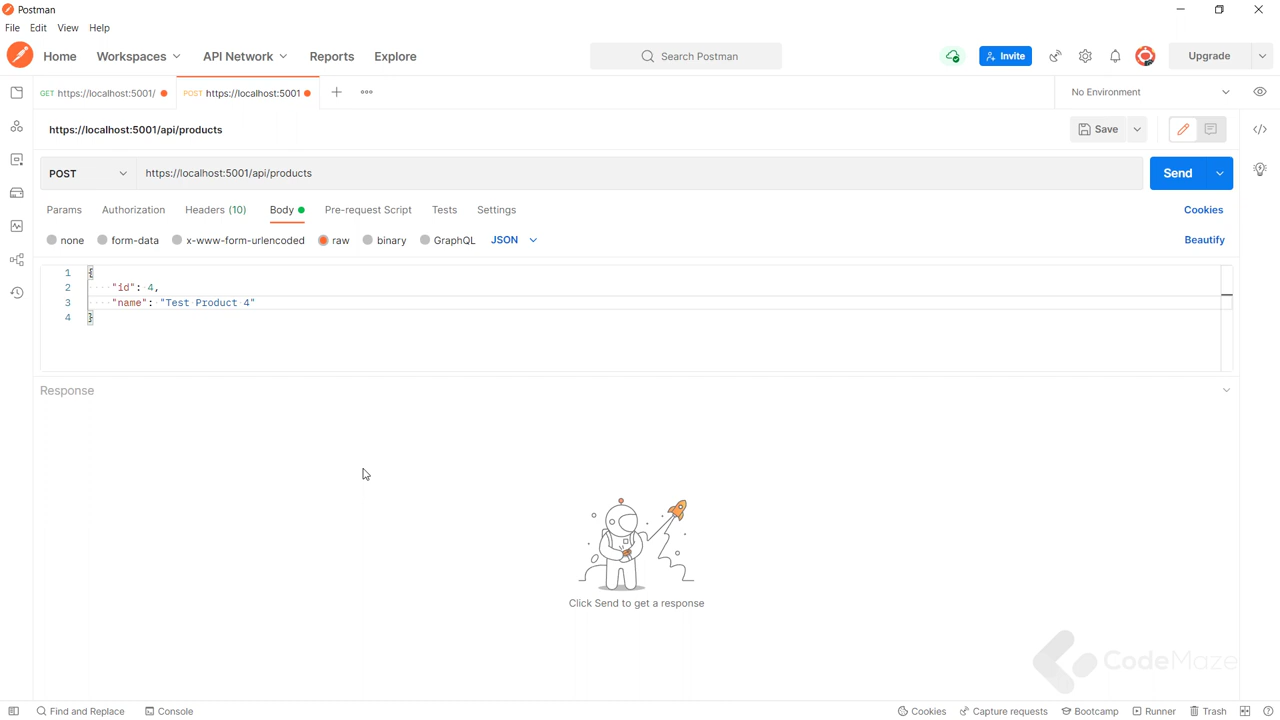 Postman
File Edit View Help
Home Workspaces API Network Reports Explore Search Postman Invite Upgrade
GET https://localhost:5001/ POST https://localhost:5001 No Environment
https://localhost:5001/api/products Save
POST https://localhost:5001/api/products Send
Params Authorization Headers (10) Body Pre-request Script Tests Settings Cookies
none form-data x-www-form-urlencoded raw binary GraphQL JSON Beautify
1 {
2 "id": 4,
3 "name": "Test Product 4"
4 }
Response
Click Send to get a response
CodeMaze
Find and Replace Console Cookies Capture requests Bootcamp Runner Trash